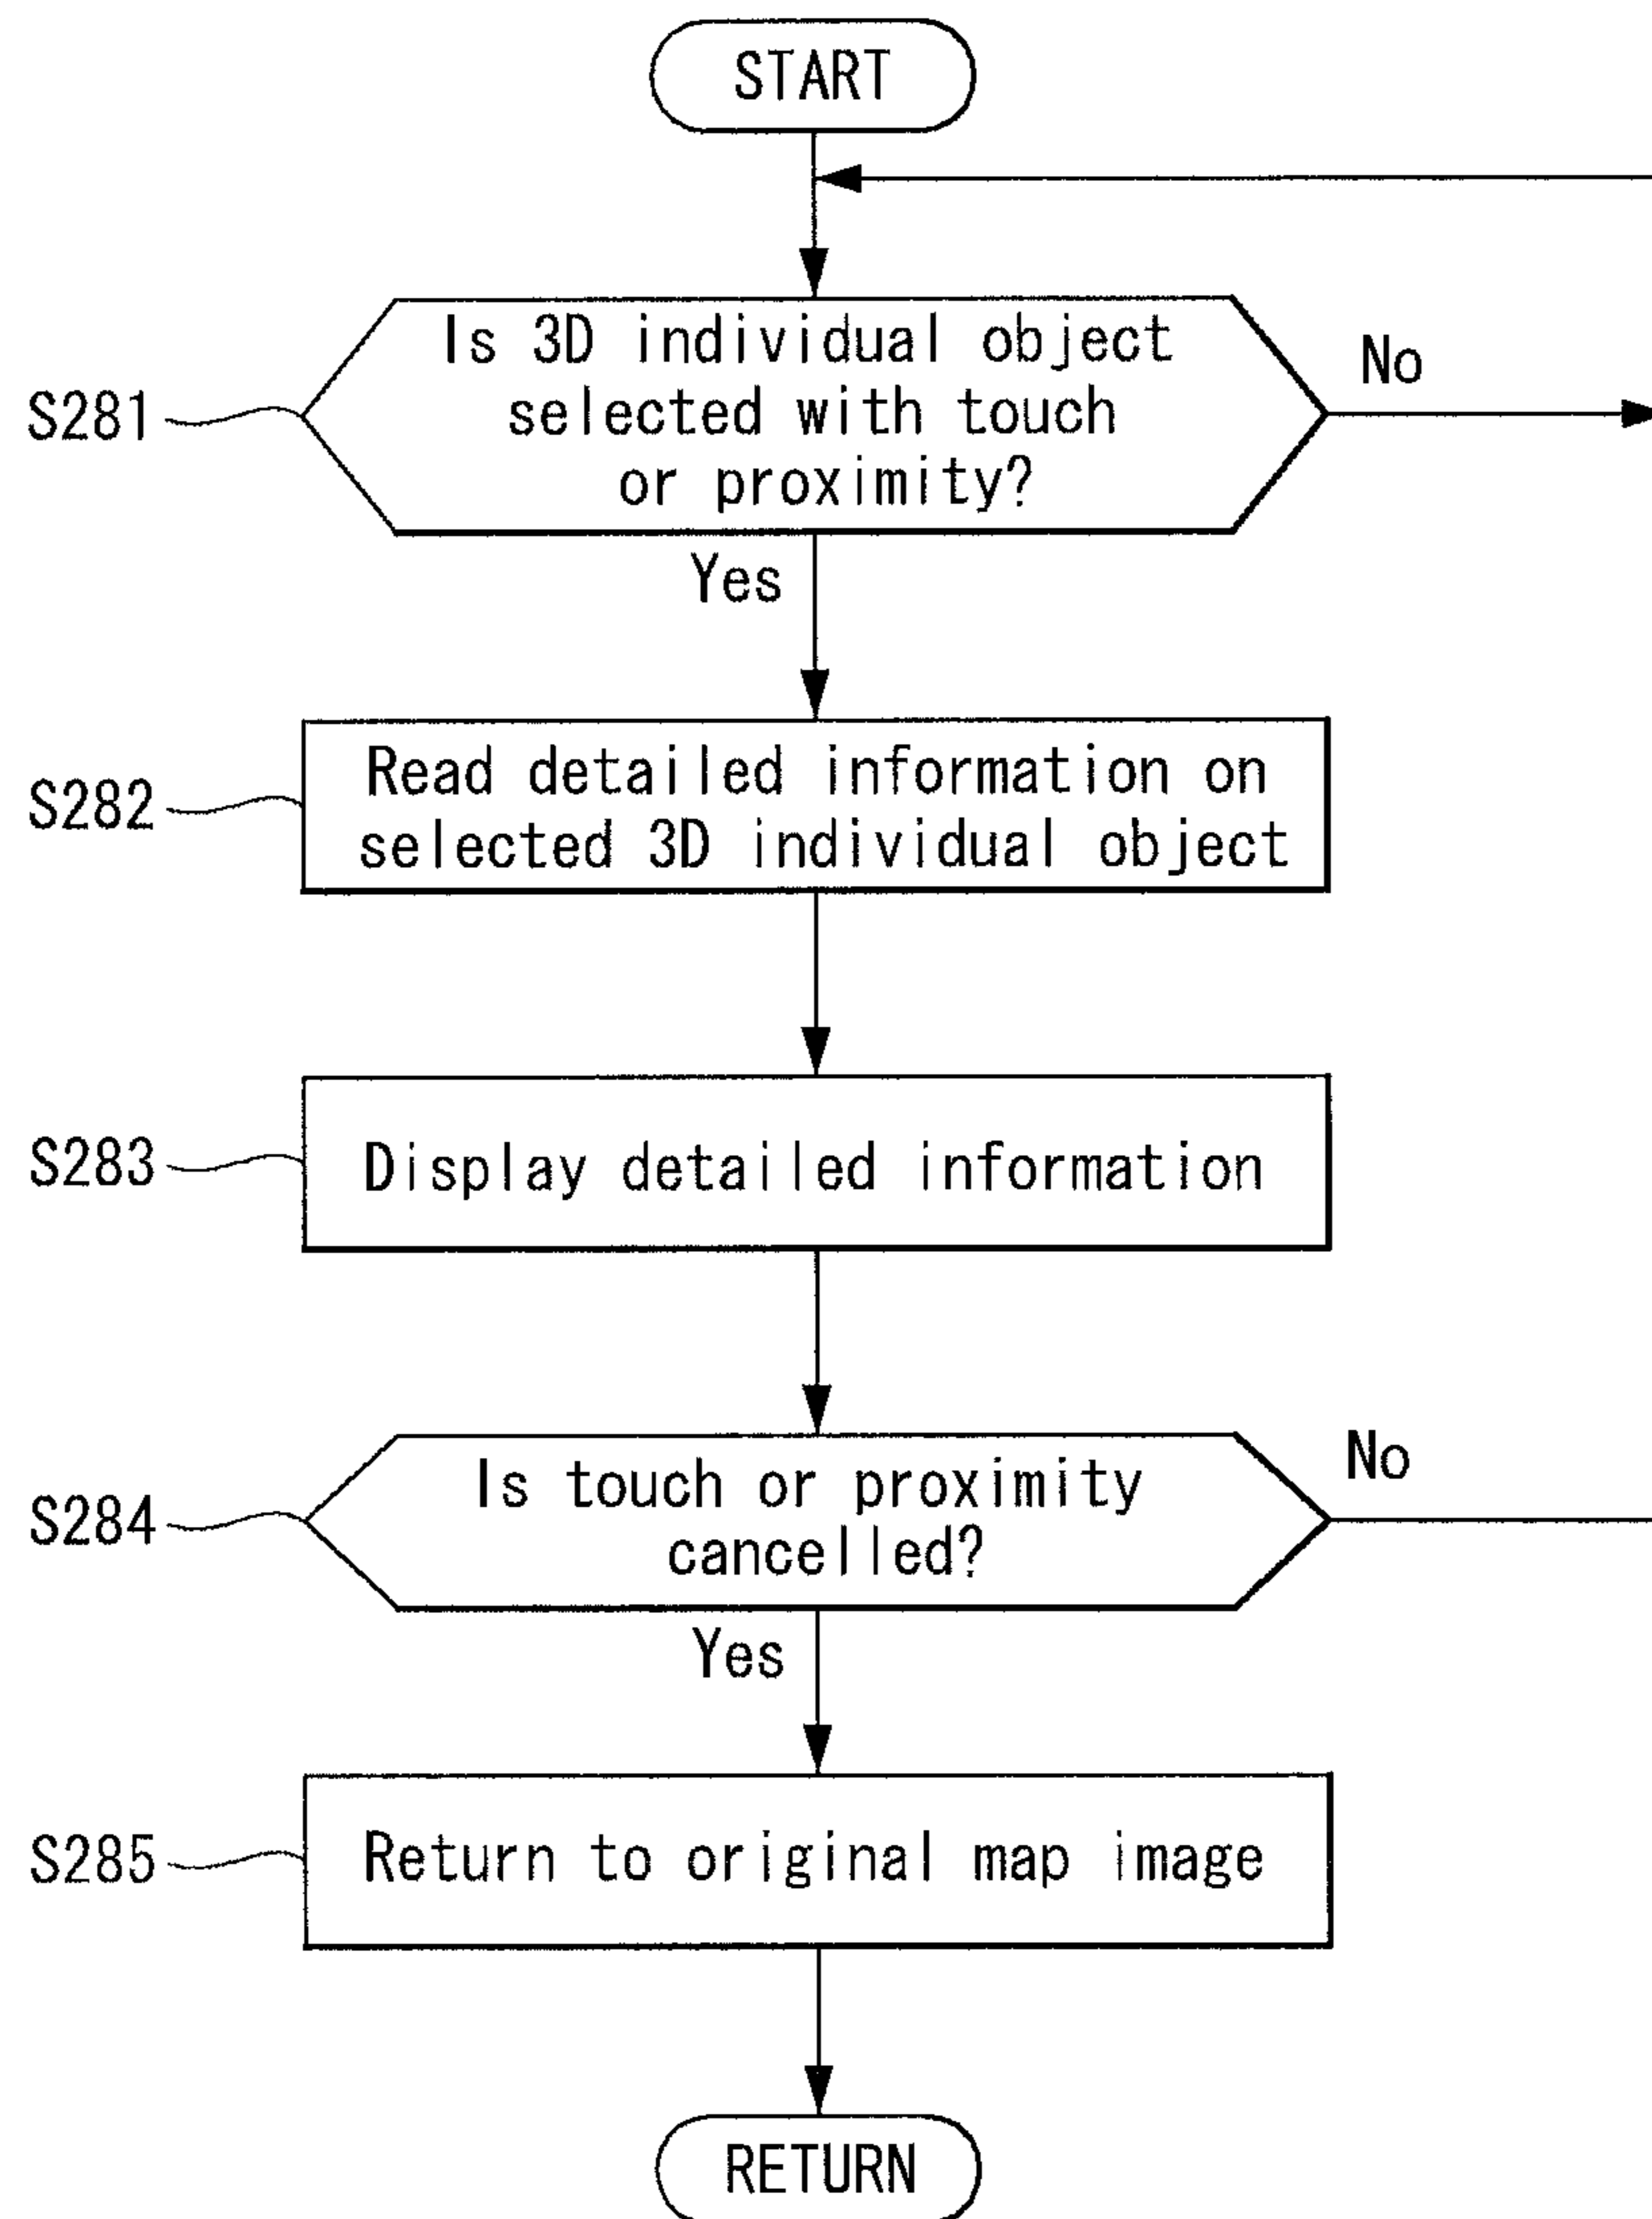 START
Is 3D individual object
selected with touch
or proximity?
No
S281
Yes
Read detailed information on
selected 3D individual object
S282
Display detailed information
S283
Is touch or proximity
cancelled?
No
S284
Yes
Return to original map image
S285
RETURN